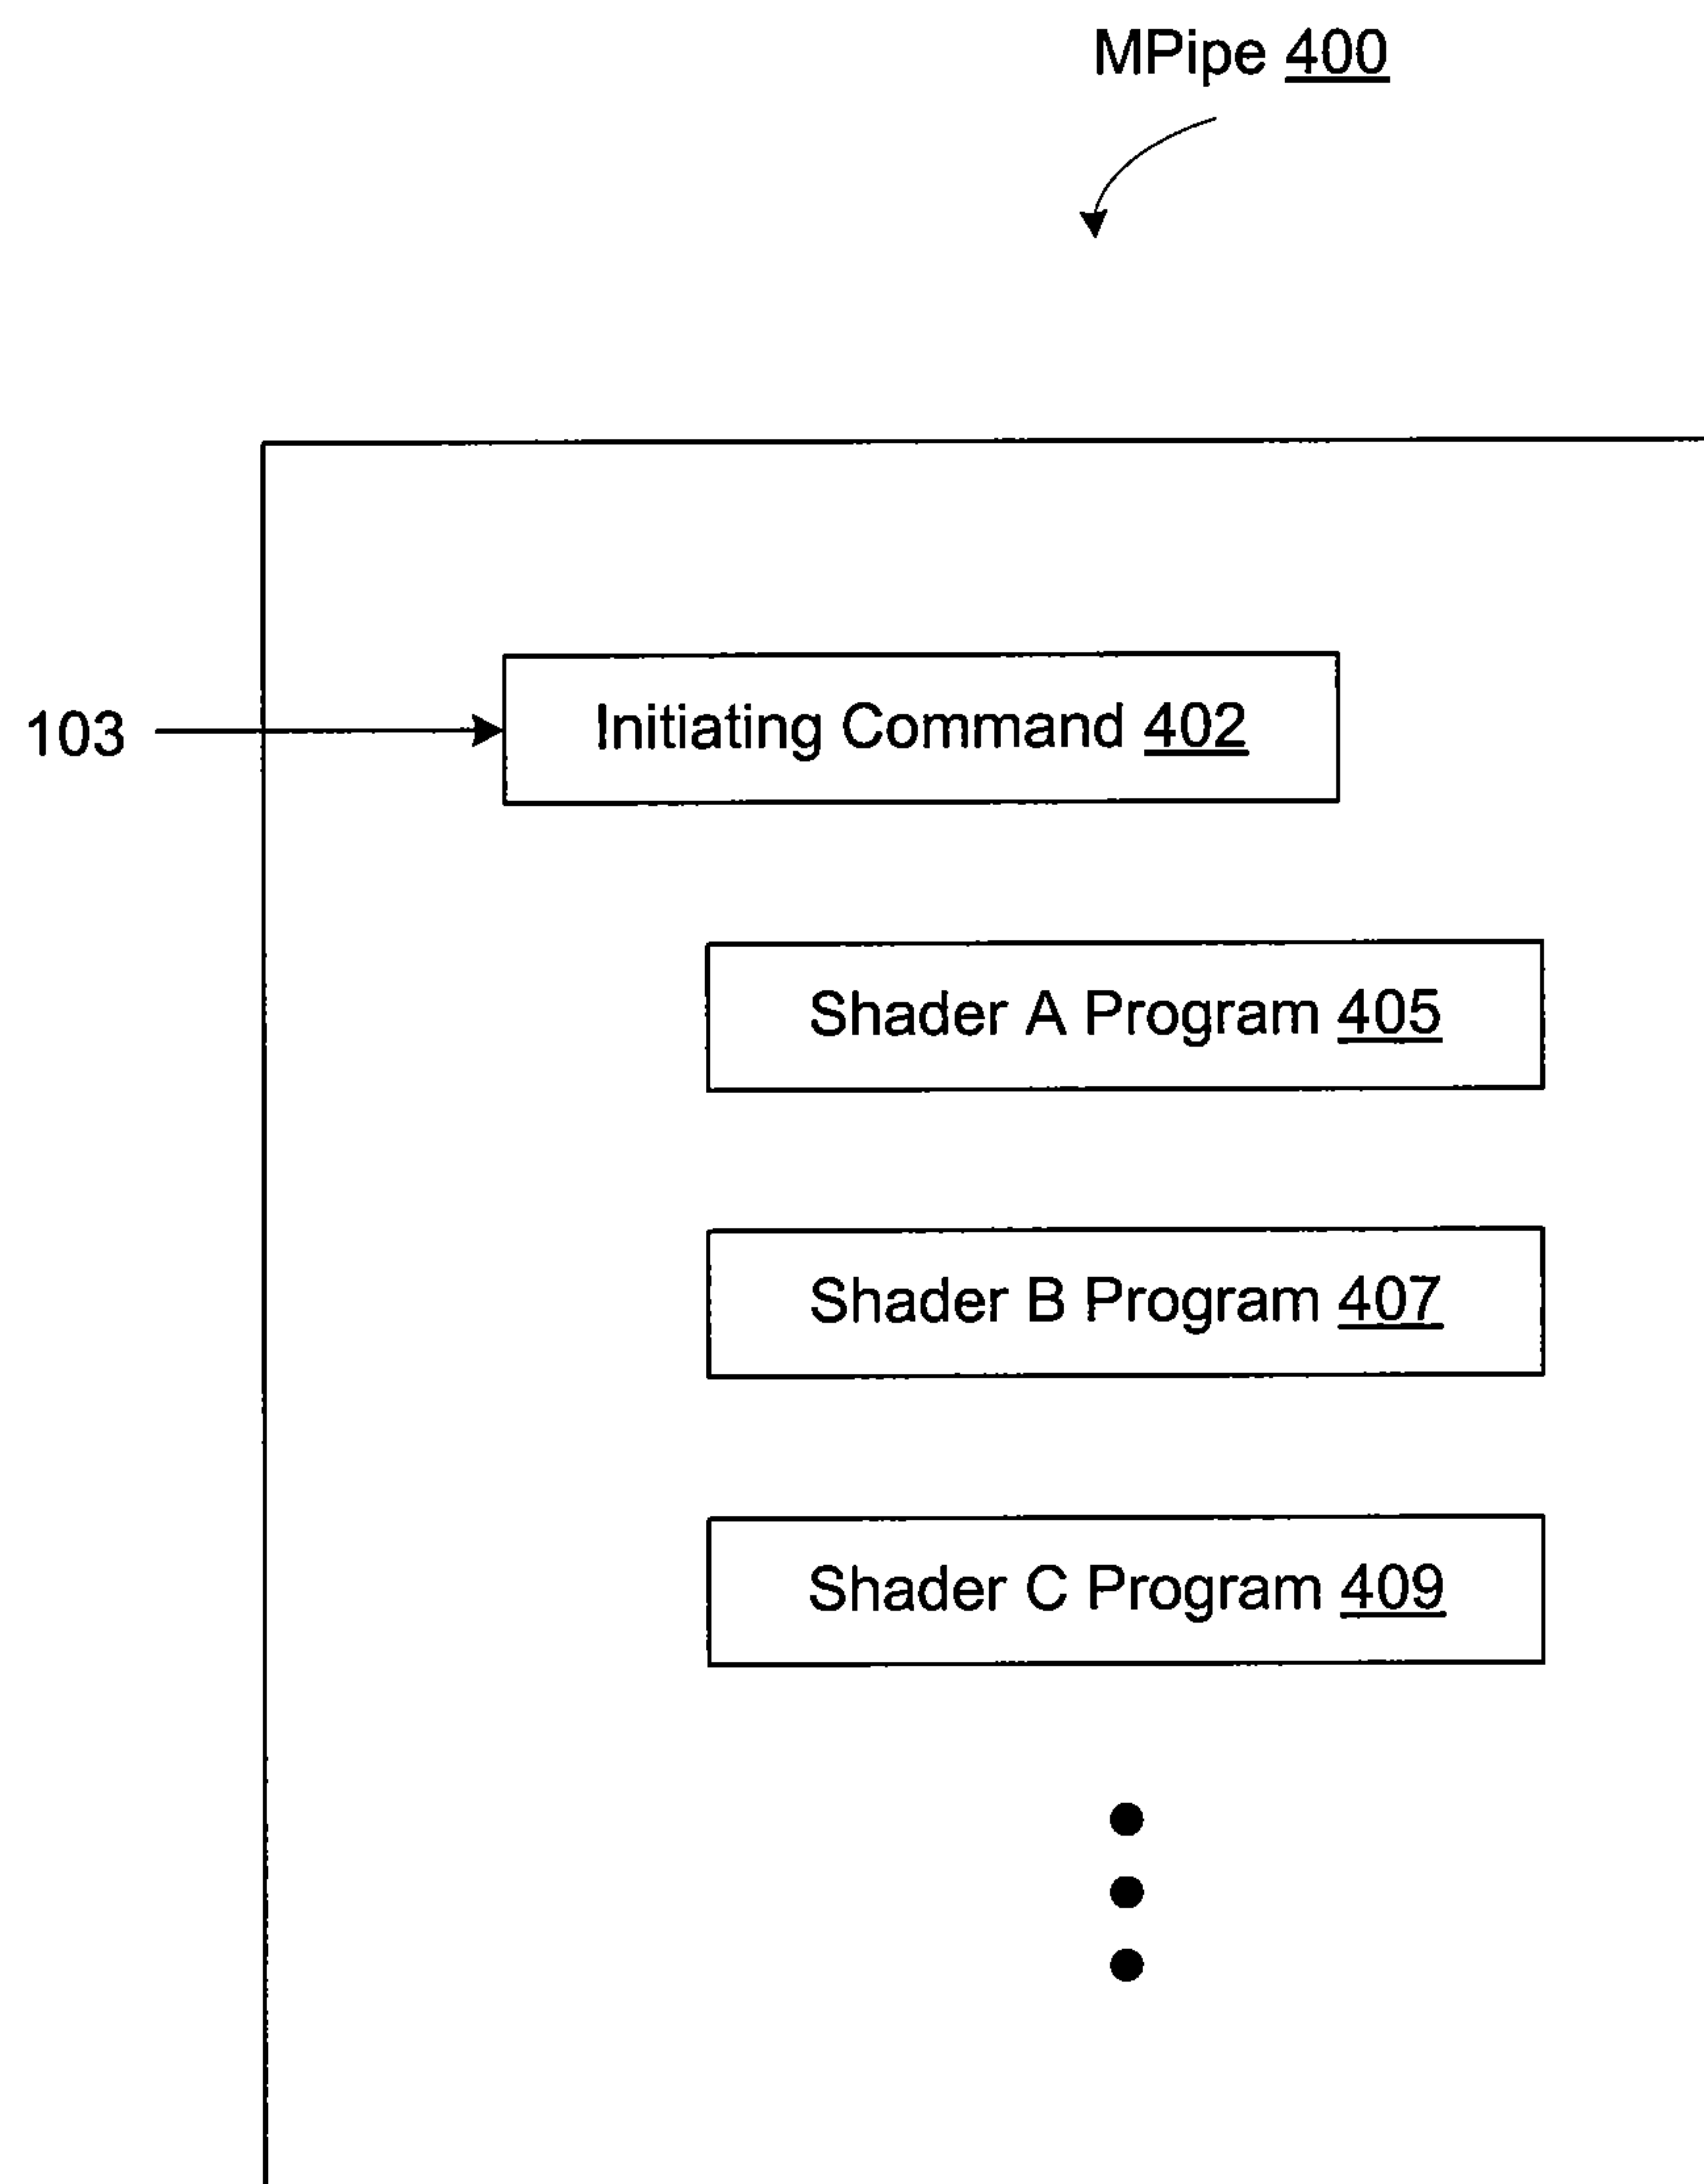 MPipe 400
103
Initiating Command 402
Shader A Program 405
Shader B Program 407
Shader C Program 409